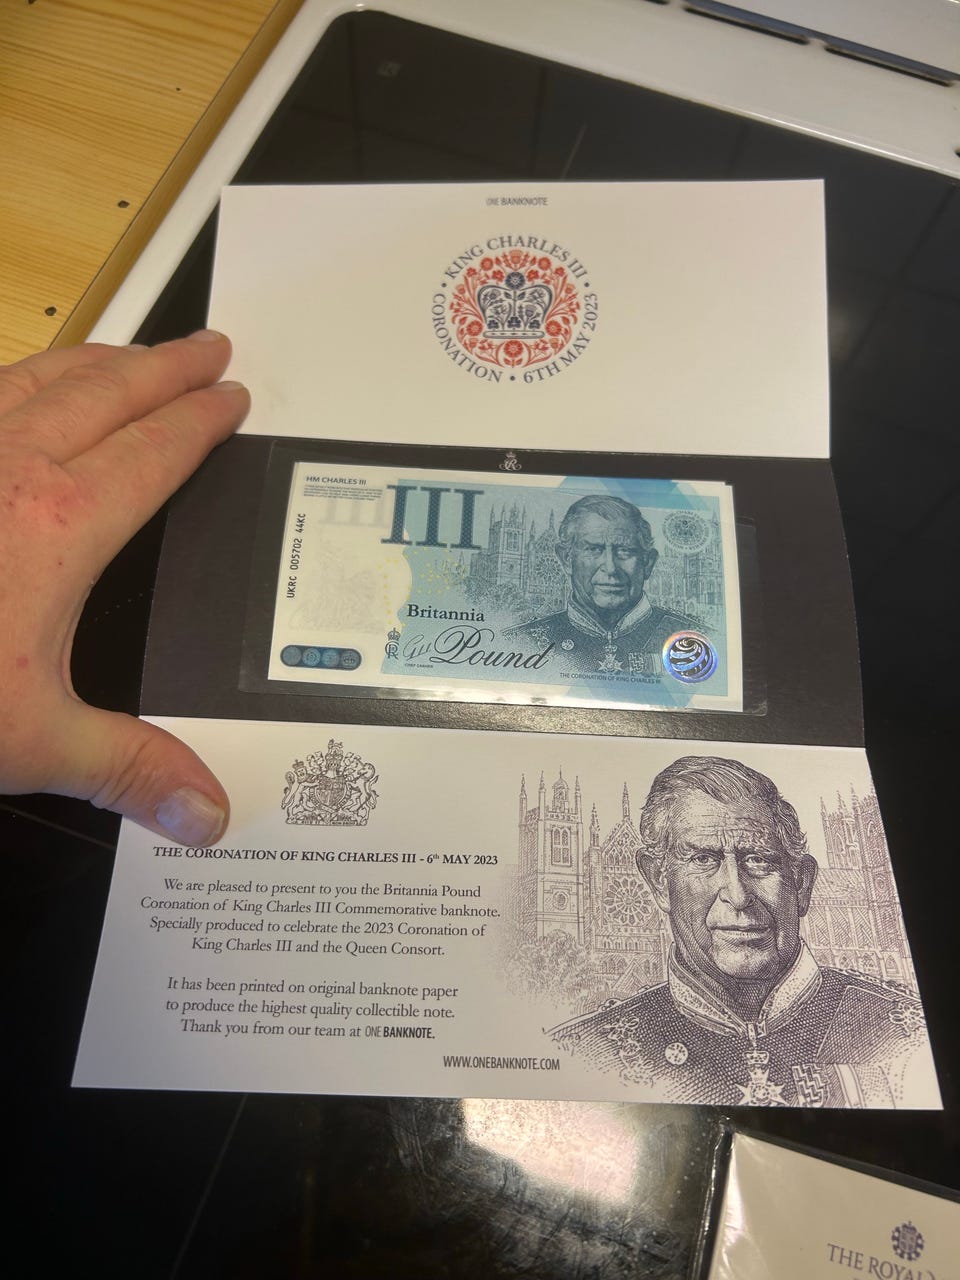 ONE BANKNOTE
• KING CHARLES III •
CORONATION • 6TH MAY 2023
HM CHARLES III
UKRC 005702 44KC
III
Britannia
Pound
CHIEF CASHIER
THE CORONATION OF KING CHARLES III
THE CORONATION OF KING CHARLES III - 6th MAY 2023
We are pleased to present to you the Britannia Pound
Coronation of King Charles III Commemorative banknote.
Specially produced to celebrate the 2023 Coronation of
King Charles III and the Queen Consort.
It has been printed on original banknote paper
to produce the highest quality collectible note.
Thank you from our team at ONE BANKNOTE.
WWW.ONEBANKNOTE.COM
THE ROYAL